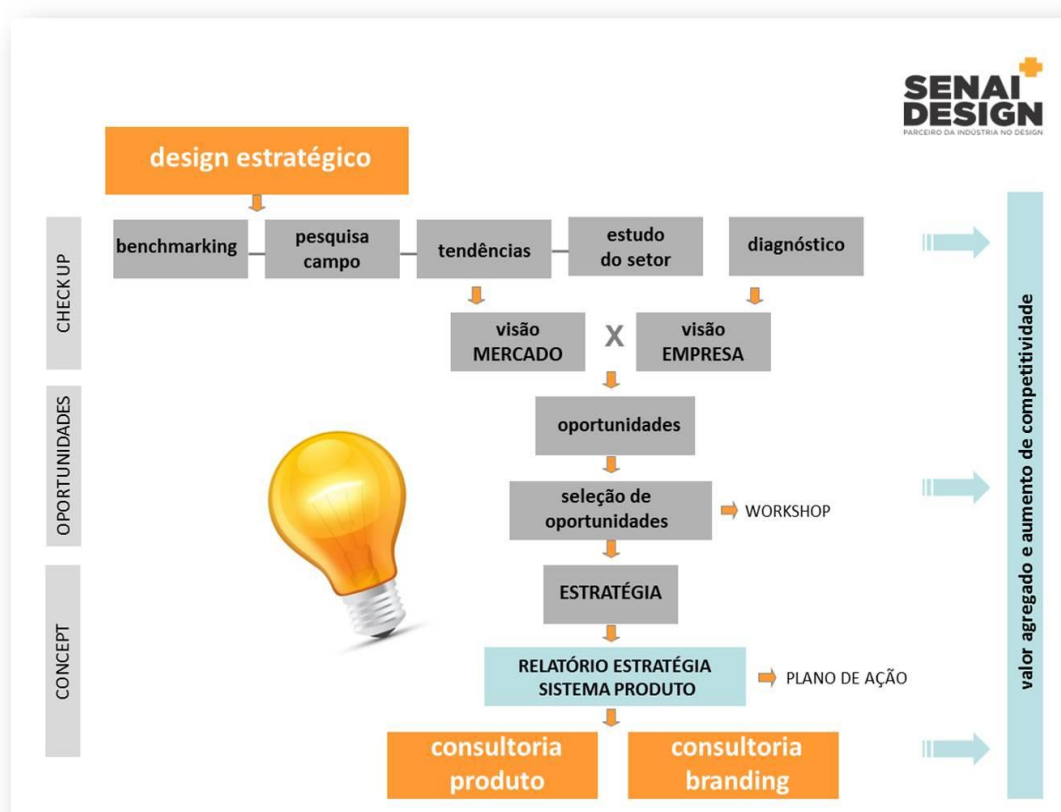 SENAI
DESIGN
PARCEIRO DA INDÚSTRIA NO DESIGN
design estratégico
CHECK UP
benchmarking
pesquisa
campo
tendências
estudo
do setor
diagnóstico
visão
MERCADO
X
visão
EMPRESA
OPORTUNIDADES
oportunidades
seleção de
oportunidades
WORKSHOP
CONCEPT
ESTRATÉGIA
RELATÓRIO ESTRATÉGIA
SISTEMA PRODUTO
PLANO DE AÇÃO
consultoria
produto
consultoria
branding
valor agregado e aumento de competitividade